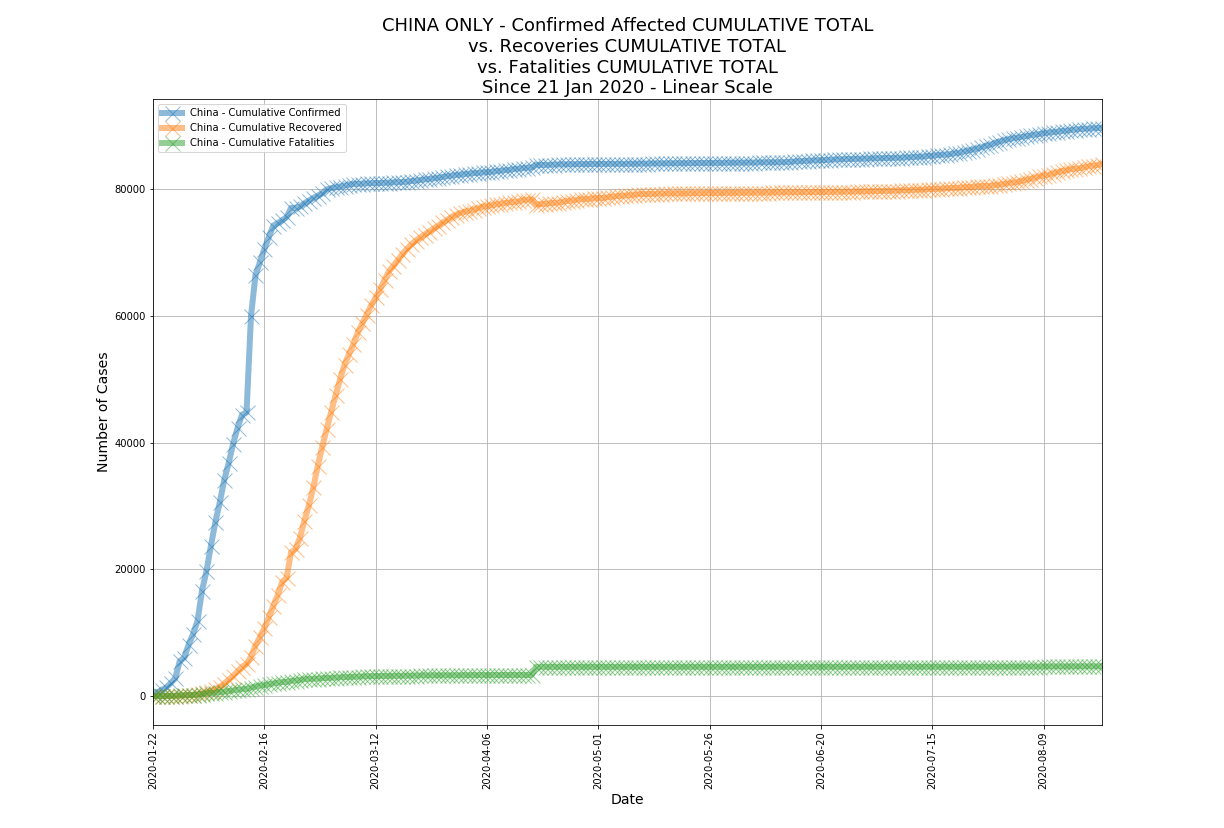 CHINA ONLY - Confirmed Affected CUMULATIVE TOTAL
vs. Recoveries CUMULATIVE TOTAL
vs. Fatalities CUMULATIVE TOTAL
Since 21 Jan 2020 - Linear Scale
China - Cumulative Confirmed
China - Cumulative Recovered
China - Cumulative Fatalities
Number of Cases
80000
60000
40000
20000
0
2020-01-22
2020-02-16
2020-03-12
2020-04-06
2020-05-01
2020-05-26
2020-06-20
2020-07-15
2020-08-09
Date